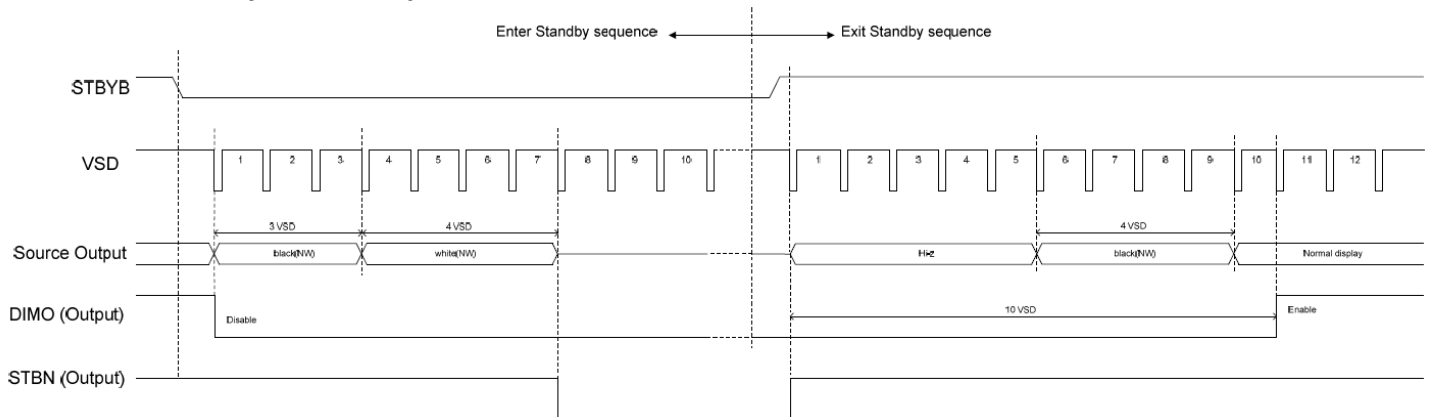 Enter Standby sequence
Exit Standby sequence
STBYB
VSD
1 2 3 4 5 6 7 8 9 10 1 2 3 4 5 6 7 8 9 10 11 12
3 VSD
4 VSD
4 VSD
Source Output
black(NW)
white(NW)
Hi-z
black(NW)
Normal display
DIMO (Output)
Disable
10 VSD
Enable
STBN (Output)